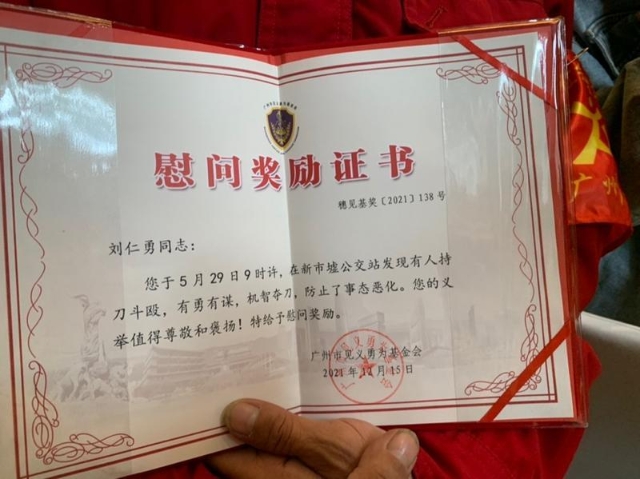 慰问奖励证书
穗见基奖〔2021〕138号
刘仁勇同志：
您于5月29日9时许，在新市墟公交站发现有人持
刀斗殴，有勇有谋，机智夺刀，防止了事态恶化。您的义
举值得尊敬和褒扬！特给予慰问奖励。
广州市见义勇为基金会
2021年12月15日